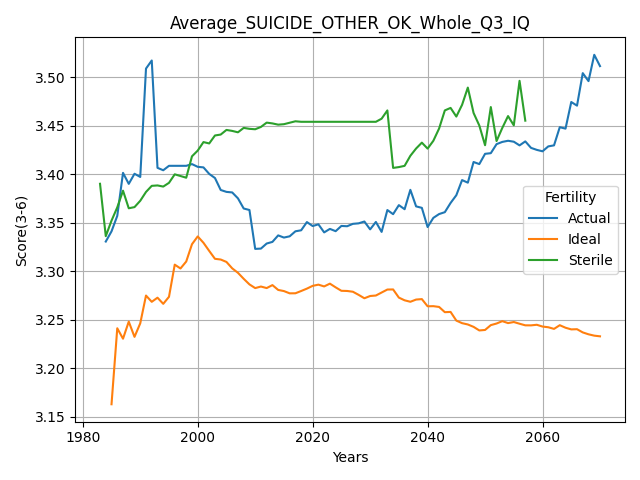 Average_SUICIDE_OTHER_OK_Whole_Q3_IQ
3.50
3.45
3.40
3.35
3.30
3.25
3.20
3.15
Score(3-6)
Fertility
Actual
Ideal
Sterile
1980
2000
2020
2040
2060
Years